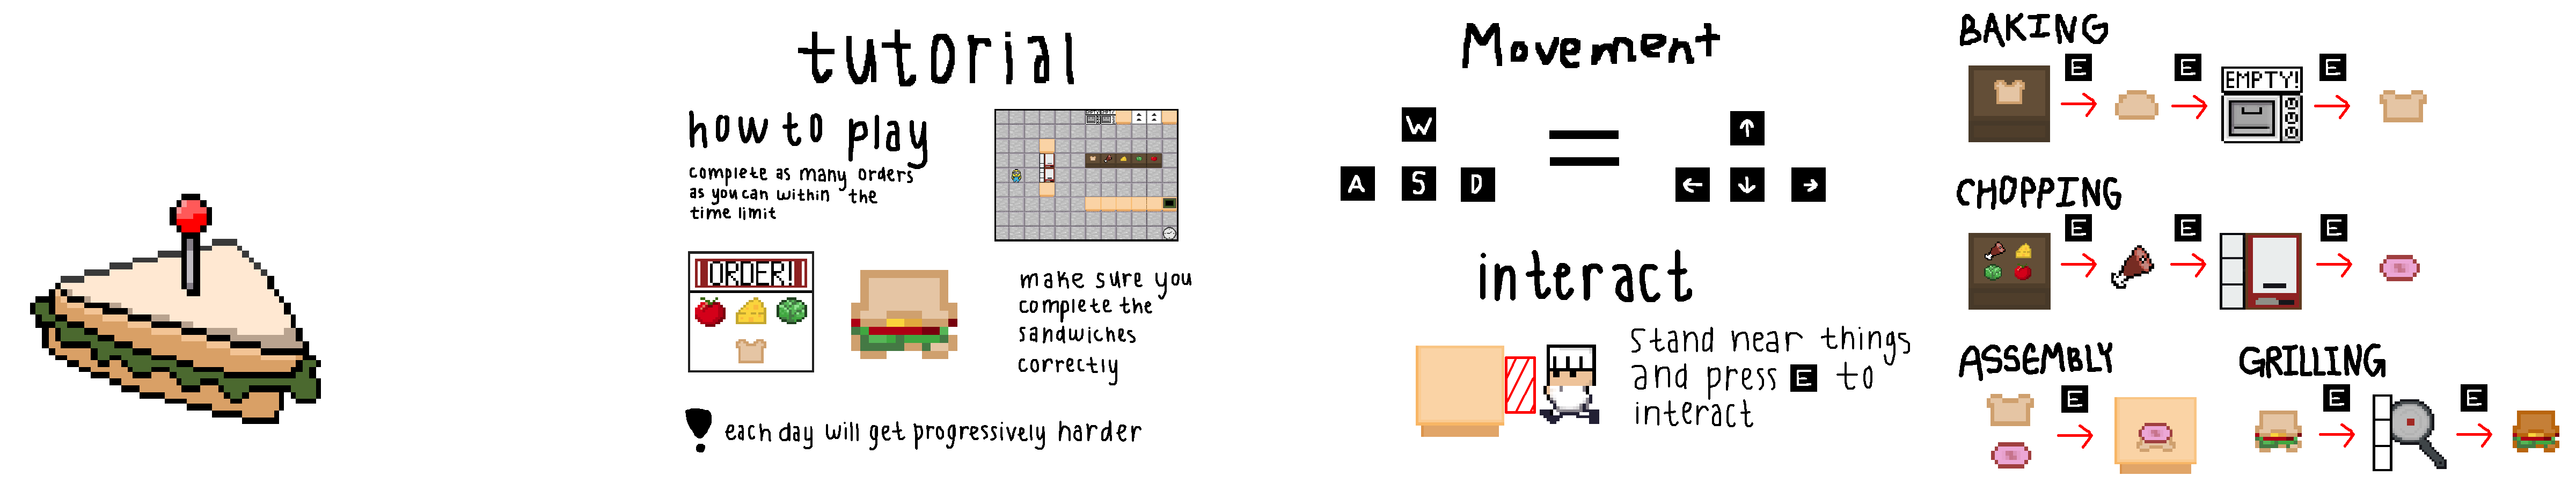 tutorial
how to play
complete as many orders
as you can within the
time limit
ORDER!
make sure you
complete the
sandwiches
correctly
! each day will get progressively harder
Movement
W
A S D
=
↑
← ↓ →
interact
Stand near things
and press E to
interact
BAKING
E E E
EMPTY!
CHOPPING
E E E
ASSEMBLY
E
GRILLING
E E